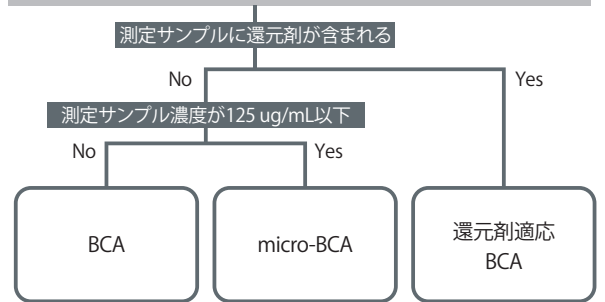 測定サンプルに還元剤が含まれる
No
Yes
測定サンプル濃度が125 ug/mL以下
No
Yes
BCA
micro-BCA
還元剤適応
BCA